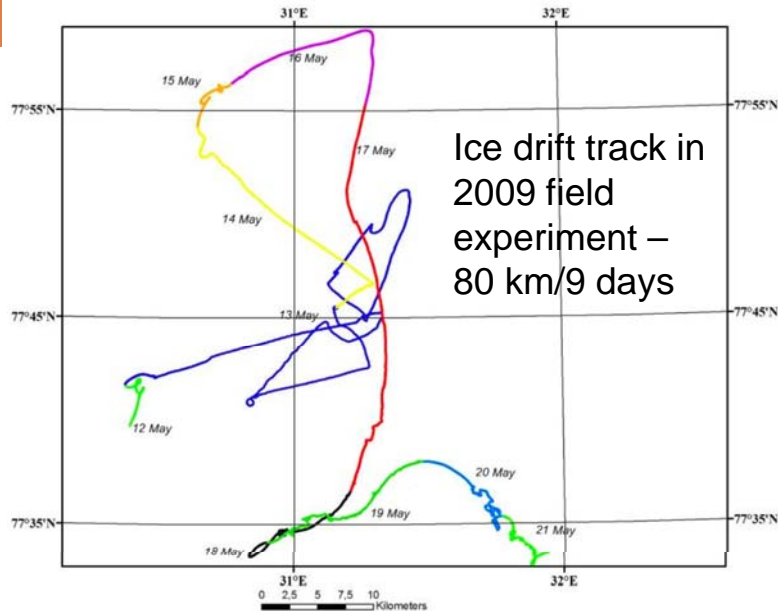 31°E 32°E
16 May
15 May
77°55'N 77°55'N
17 May
Ice drift track in
2009 field
experiment –
80 km/9 days
14 May
77°45'N 77°45'N
13 May
12 May
20 May
19 May
77°35'N 77°35'N
21 May
18 May
31°E 32°E
0 2,5 5 7,5 10
Kilometers